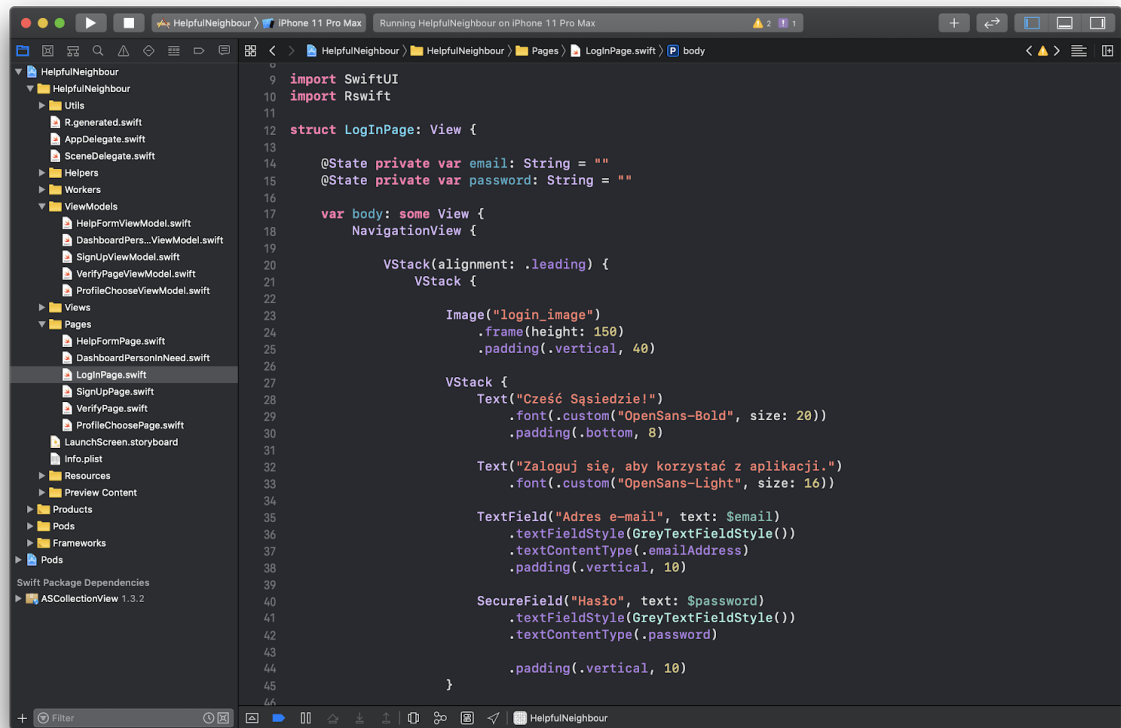 HelpfulNeighbour 〉 iPhone 11 Pro Max
Running HelpfulNeighbour on iPhone 11 Pro Max
2 1
HelpfulNeighbour 〉 HelpfulNeighbour 〉 Pages 〉 LogInPage.swift 〉 P body
HelpfulNeighbour
HelpfulNeighbour
Utils
R.generated.swift
AppDelegate.swift
SceneDelegate.swift
Helpers
Workers
ViewModels
HelpFormViewModel.swift
DashboardPers...ViewModel.swift
SignUpViewModel.swift
VerifyPageViewModel.swift
ProfileChooseViewModel.swift
Views
Pages
HelpFormPage.swift
DashboardPersonInNeed.swift
LogInPage.swift
SignUpPage.swift
VerifyPage.swift
ProfileChoosePage.swift
LaunchScreen.storyboard
Info.plist
Resources
Preview Content
Products
Pods
Frameworks
Pods
Swift Package Dependencies
ASCollectionView 1.3.2
Filter
8
9 import SwiftUI
10 import Rswift
11
12 struct LogInPage: View {
13
14 @State private var email: String = ""
15 @State private var password: String = ""
16
17 var body: some View {
18 NavigationView {
19
20 VStack(alignment: .leading) {
21 VStack {
22
23 Image("login_image")
24 .frame(height: 150)
25 .padding(.vertical, 40)
26
27 VStack {
28 Text("Cześć Sąsiedzie!")
29 .font(.custom("OpenSans-Bold", size: 20))
30 .padding(.bottom, 8)
31
32 Text("Zaloguj się, aby korzystać z aplikacji.")
33 .font(.custom("OpenSans-Light", size: 16))
34
35 TextField("Adres e-mail", text: $email)
36 .textFieldStyle(GreyTextFieldStyle())
37 .textContentType(.emailAddress)
38 .padding(.vertical, 10)
39
40 SecureField("Hasło", text: $password)
41 .textFieldStyle(GreyTextFieldStyle())
42 .textContentType(.password)
43
44 .padding(.vertical, 10)
45 }
46
HelpfulNeighbour